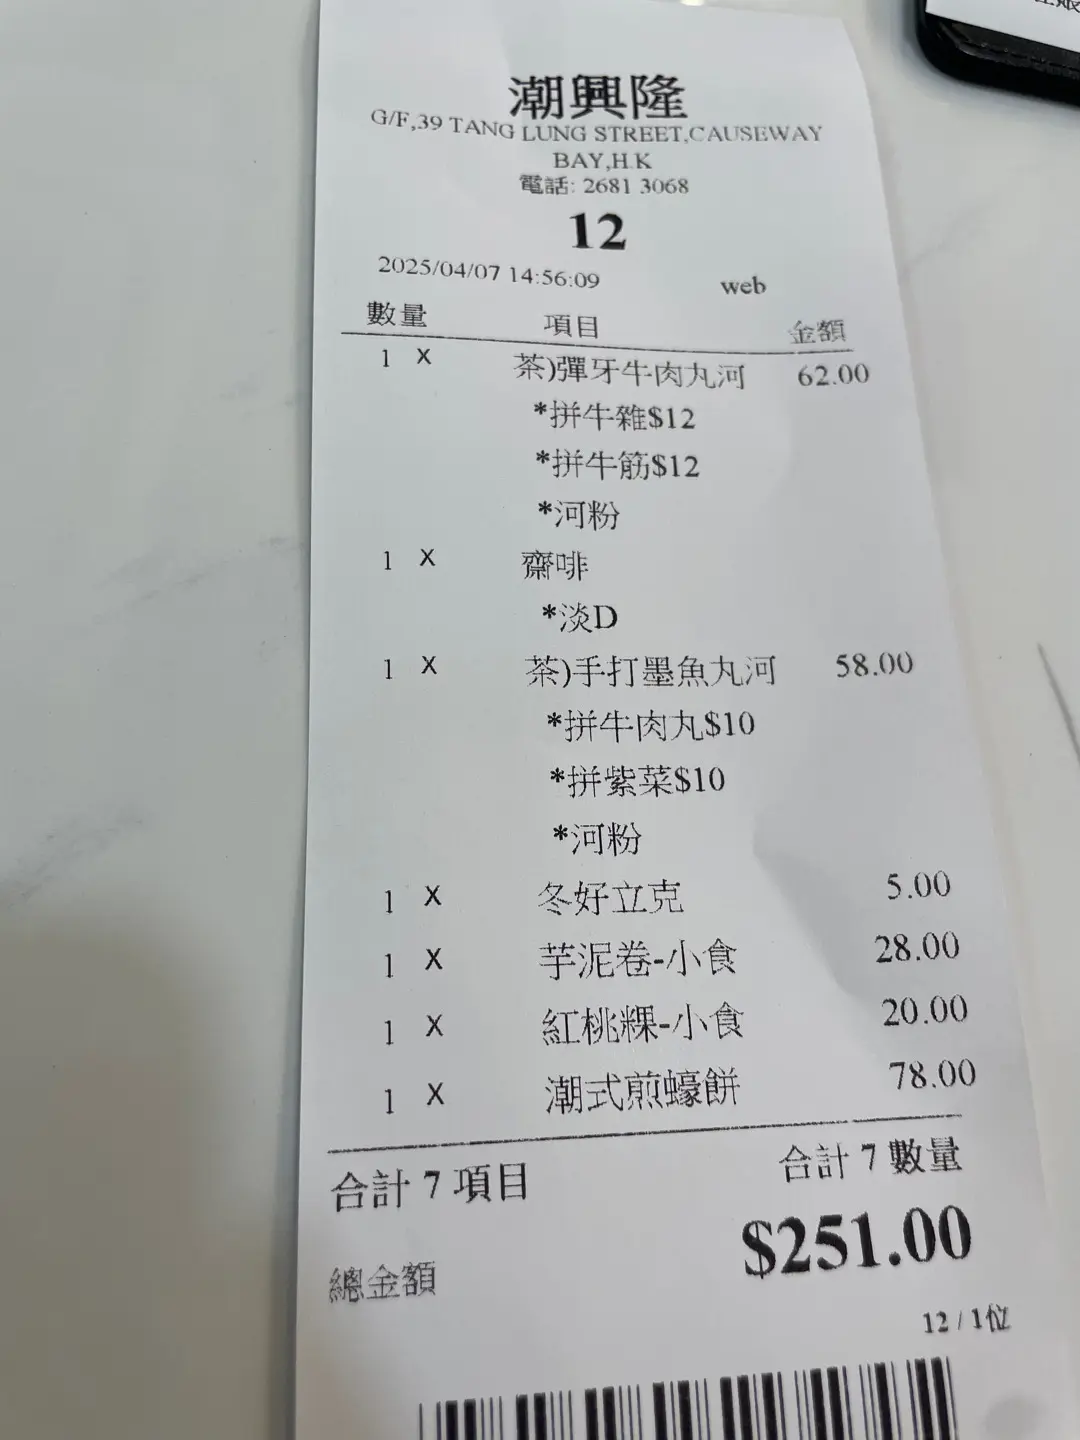 潮興隆
G/F,39 TANG LUNG STREET,CAUSEWAY
BAY,H.K
電話: 2681 3068
12
2025/04/07 14:56:09 web
數量 項目 金額
1 X 茶)彈牙牛肉丸河 62.00
*拼牛雜$12
*拼牛筋$12
*河粉
1 X 齋啡
*淡D
1 X 茶)手打墨魚丸河 58.00
*拼牛肉丸$10
*拼紫菜$10
*河粉
1 X 冬好立克 5.00
1 X 芋泥卷-小食 28.00
1 X 紅桃粿-小食 20.00
1 X 潮式煎蠔餅 78.00
合計 7 項目 合計 7 數量
總金額 $251.00
12 / 1位